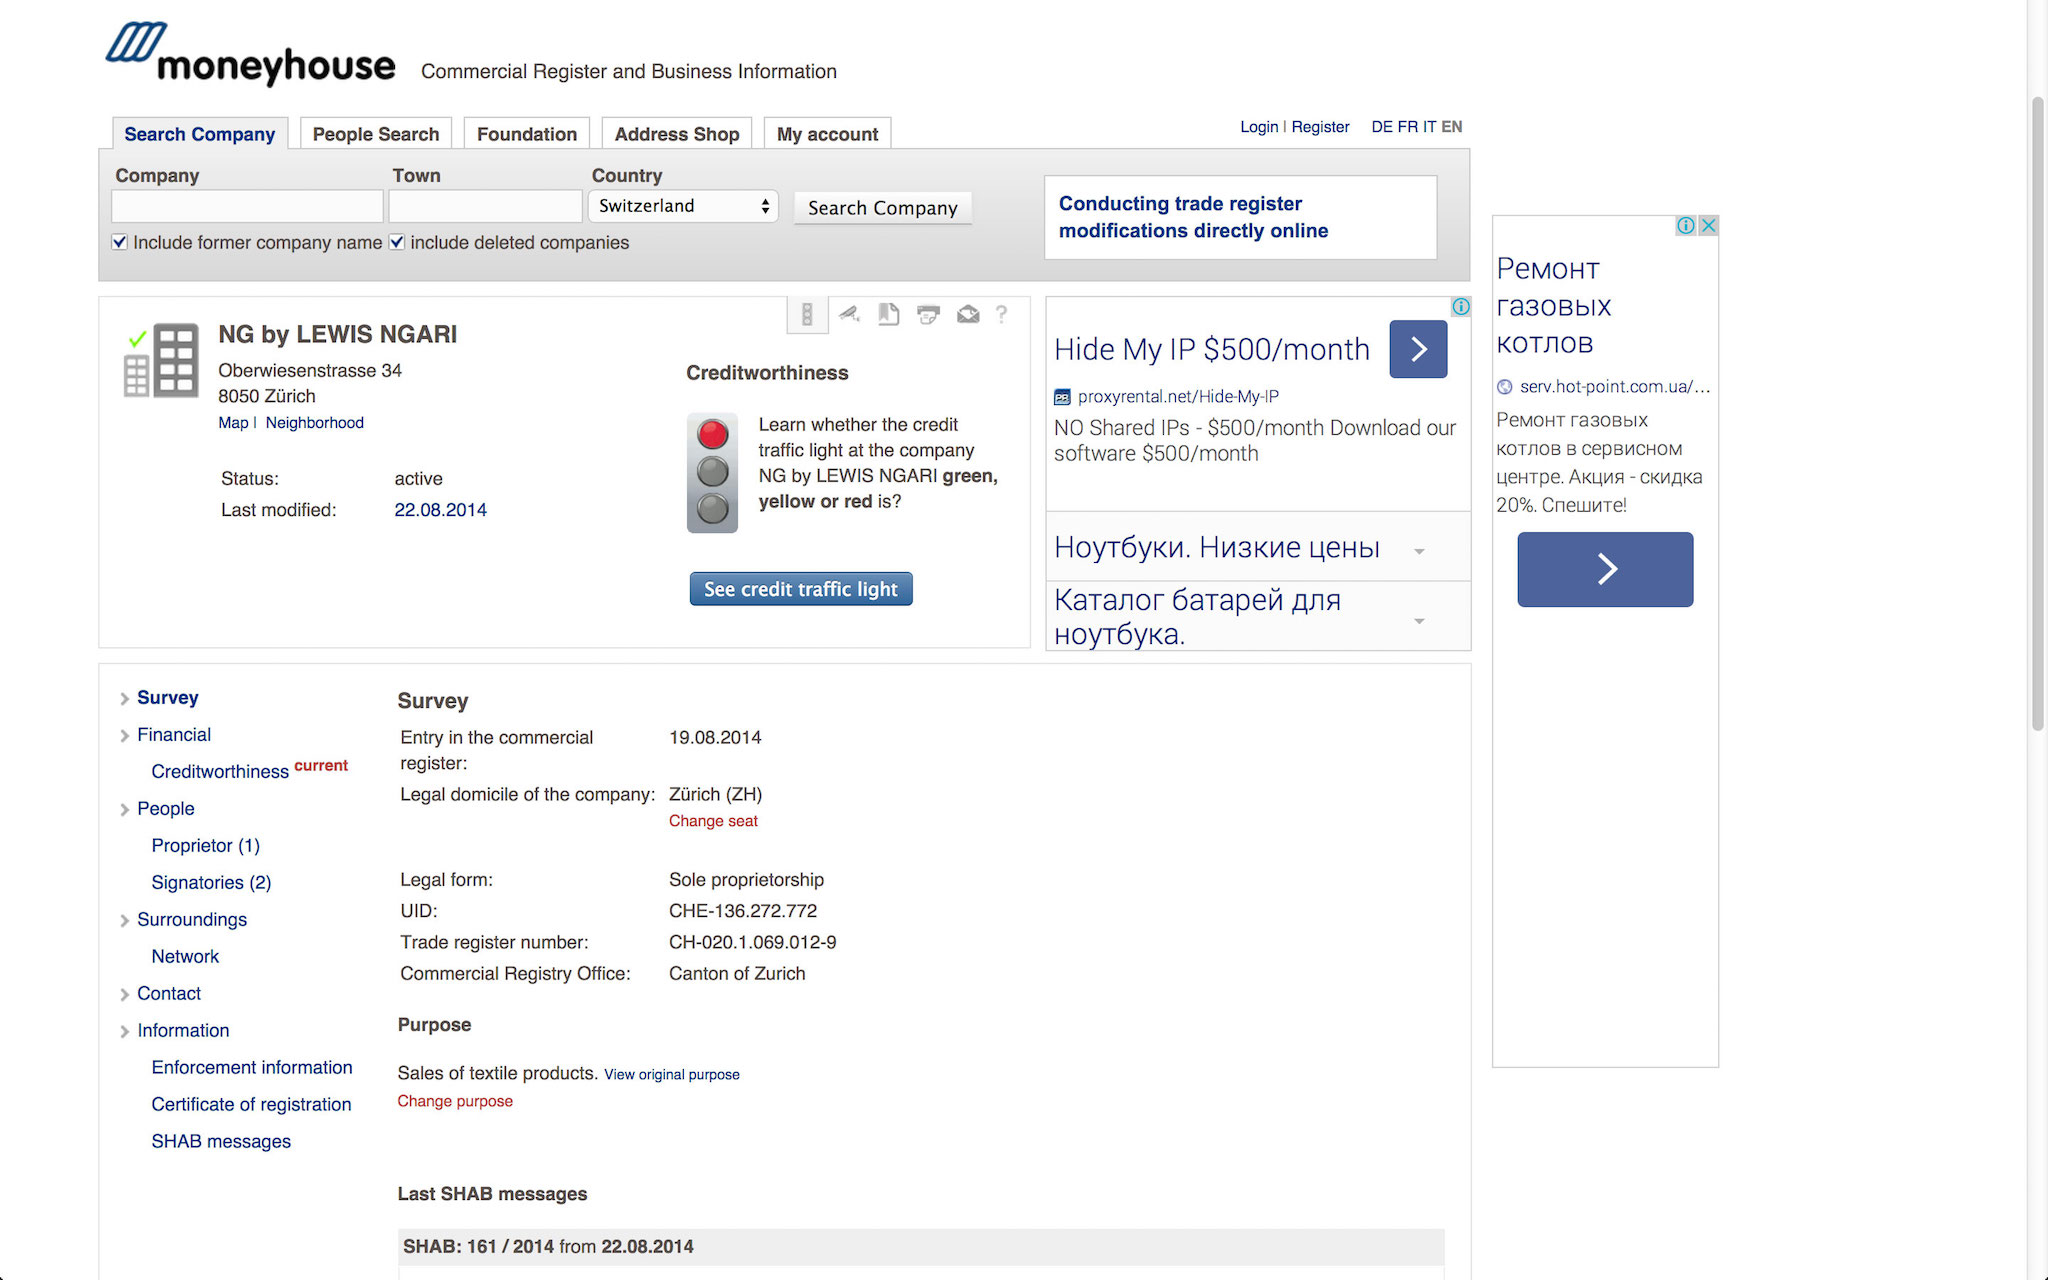 moneyhouse Commercial Register and Business Information
Search Company People Search Foundation Address Shop My account
Login | Register DE FR IT EN
Company Town Country
Switzerland Search Company
Include former company name include deleted companies
Conducting trade register
modifications directly online
NG by LEWIS NGARI
Oberwiesenstrasse 34
8050 Zürich
Map | Neighborhood
Status: active
Last modified: 22.08.2014
?
Creditworthiness
Learn whether the credit
traffic light at the company
NG by LEWIS NGARI green,
yellow or red is?
See credit traffic light
Hide My IP $500/month
proxyrental.net/Hide-My-IP
NO Shared IPs - $500/month Download our
software $500/month
Ноутбуки. Низкие цены
Каталог батарей для
ноутбука.
Ремонт
газовых
котлов
serv.hot-point.com.ua/...
Ремонт газовых
котлов в сервисном
центре. Акция - скидка
20%. Спешите!
Survey
Financial
Creditworthiness current
People
Proprietor (1)
Signatories (2)
Surroundings
Network
Contact
Information
Enforcement information
Certificate of registration
SHAB messages
Survey
Entry in the commercial 19.08.2014
register:
Legal domicile of the company: Zürich (ZH)
Change seat
Legal form: Sole proprietorship
UID: CHE-136.272.772
Trade register number: CH-020.1.069.012-9
Commercial Registry Office: Canton of Zurich
Purpose
Sales of textile products. View original purpose
Change purpose
Last SHAB messages
SHAB: 161 / 2014 from 22.08.2014